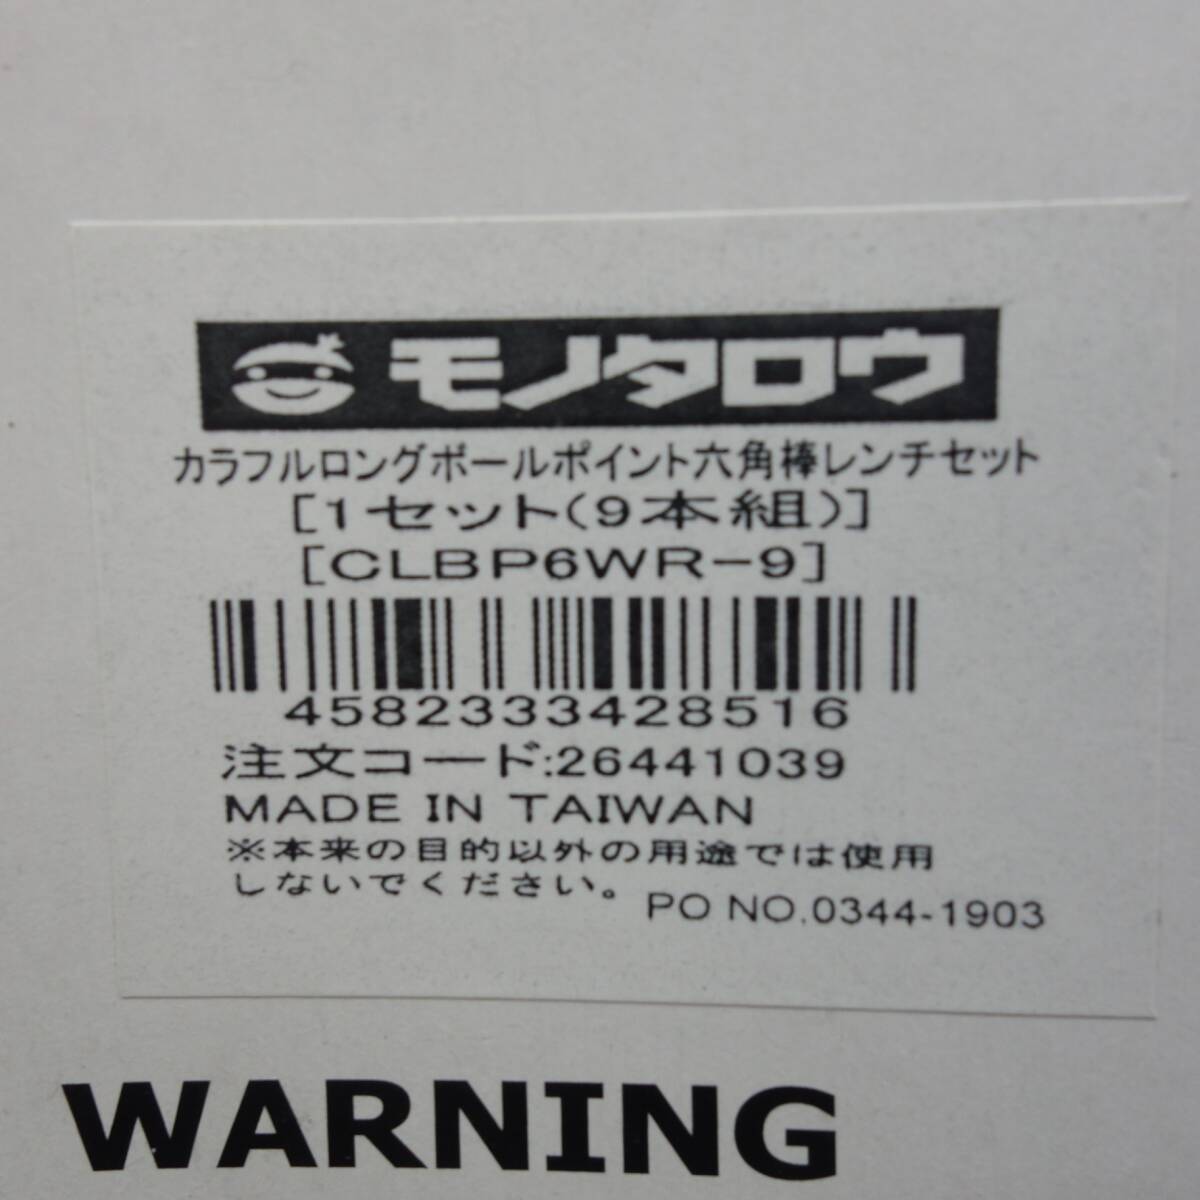 モノタロウ
カラフルロングボールポイント六角棒レンチセット
[1セット(9本組)]
[CLBP6WR-9]
4582333428516
注文コード:26441039
MADE IN TAIWAN
※本来の目的以外の用途では使用
しないでください。
PO NO.0344-1903
WARNING